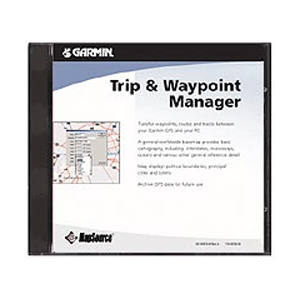 GARMIN
Trip & Waypoint
Manager
Transfer waypoints, routes and tracks between
your Garmin GPS and your PC
A general worldwide basemap provides basic
cartography, including interstates, motorways,
oceans and various other general reference detail
Map displays political boundaries, principal
cities and towns
Archive GPS data for future use
MapSource